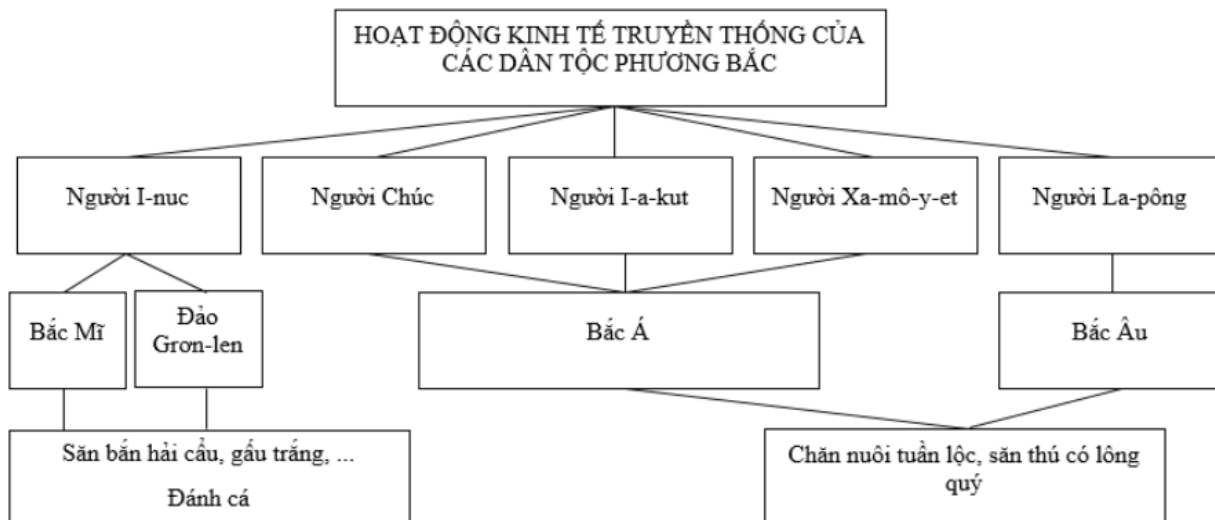 HOẠT ĐỘNG KINH TẾ TRUYỀN THỐNG CỦA
CÁC DÂN TỘC PHƯƠNG BẮC
Người I-nuc
Người Chúc
Người I-a-kut
Người Xa-mô-y-et
Người La-pông
Bắc Mĩ
Đảo
Grơn-len
Bắc Á
Bắc Âu
Săn bắn hải cẩu, gấu trắng, ...
Đánh cá
Chăn nuôi tuần lộc, săn thú có lông
quý